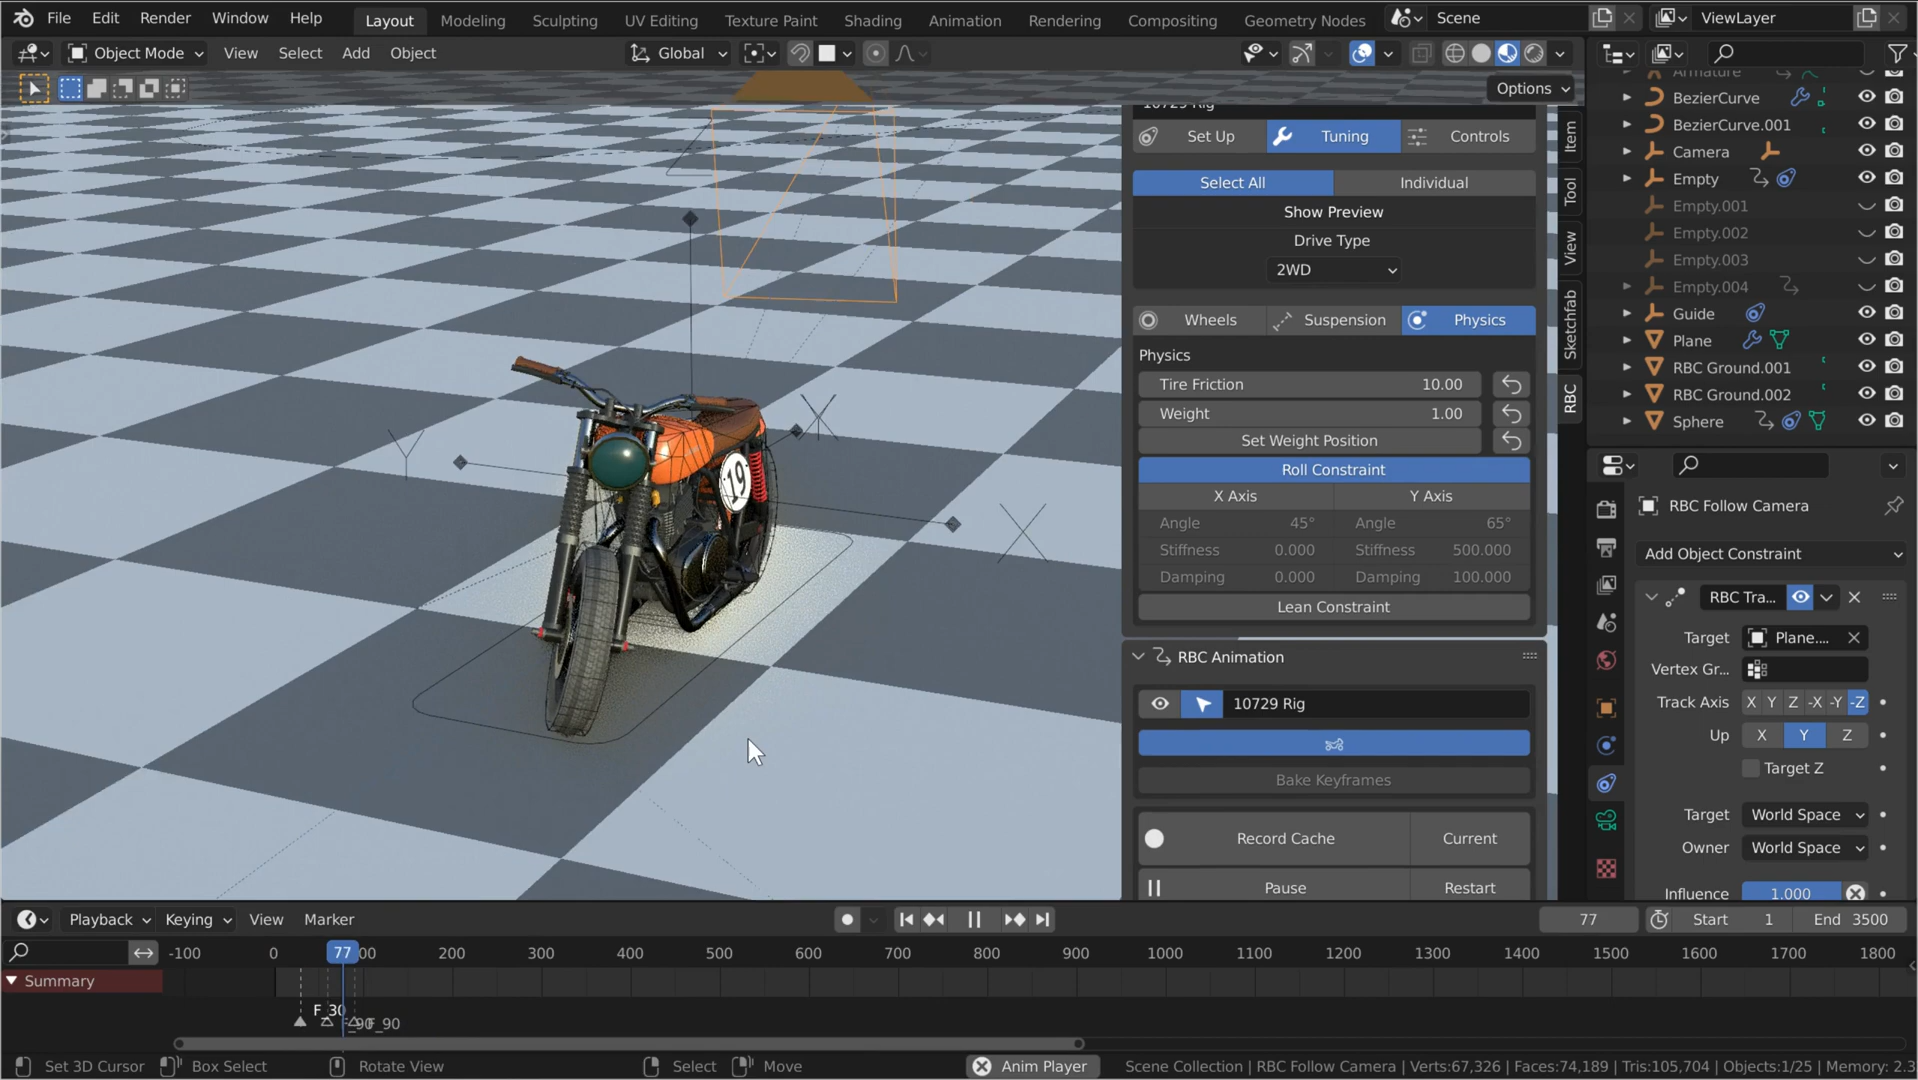 File Edit Render Window Help Layout Modeling Sculpting UV Editing Texture Paint Shading Animation Rendering Compositing Geometry Nodes Scene ViewLayer
Object Mode View Select Add Object Global
Options
10729 Rig
Set Up Tuning Controls
Select All Individual
Show Preview
Drive Type
2WD
Wheels Suspension Physics
Physics
Tire Friction 10.00
Weight 1.00
Set Weight Position
Roll Constraint
X Axis Y Axis
Angle 45° Angle 65°
Stiffness 0.000 Stiffness 500.000
Damping 0.000 Damping 100.000
Lean Constraint
RBC Animation
10729 Rig
Bake Keyframes
Record Cache Current
Pause Restart
Item
Tool
View
Sketchfab
RBC
Armature
BezierCurve
BezierCurve.001
Camera
Empty
Empty.001
Empty.002
Empty.003
Empty.004
Guide
Plane
RBC Ground.001
RBC Ground.002
Sphere
RBC Follow Camera
Add Object Constraint
RBC Tra...
Target Plane....
Vertex Gr...
Track Axis X Y Z -X -Y -Z
Up X Y Z
Target Z
Target World Space
Owner World Space
Influence 1.000
19
Y
X
X
Playback Keying View Marker 77 Start 1 End 3500
-100 0 77 00 200 300 400 500 600 700 800 900 1000 1100 1200 1300 1400 1500 1600 1700 1800
Summary
F_30
F_90
Set 3D Cursor Box Select Rotate View Select Move Anim Player Scene Collection | RBC Follow Camera | Verts:67,326 | Faces:74,189 | Tris:105,704 | Objects:1/25 | Memory: 2.3